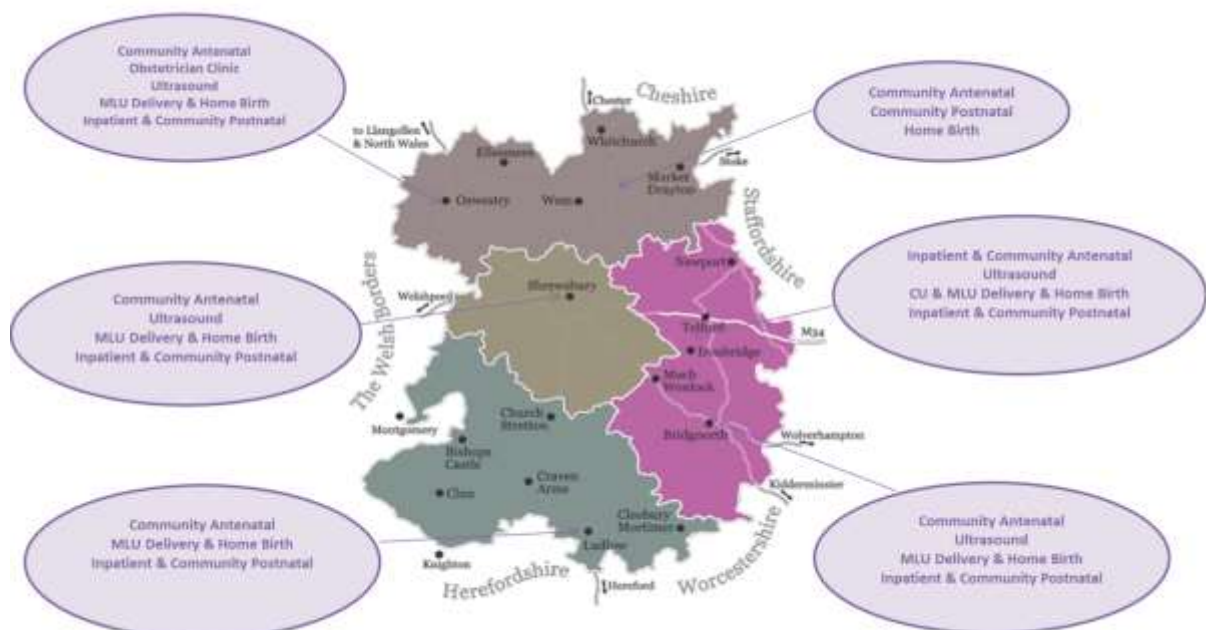 Community Antenatal
Obstetrician Clinic
Ultrasound
MLU Delivery & Home Birth
Inpatient & Community Postnatal
Community Antenatal
Community Postnatal
Home Birth
Chester
Cheshire
to Llangollen
& North Wales
Ellesmere
Whitchurch
Stoke
Market
Drayton
Oswestry
Wem
Staffordshire
Inpatient & Community Antenatal
Ultrasound
CU & MLU Delivery & Home Birth
Inpatient & Community Postnatal
Newport
Community Antenatal
Ultrasound
MLU Delivery & Home Birth
Inpatient & Community Postnatal
Welshpool
Shrewsbury
Telford
M54
Ironbridge
The Welsh Borders
Much
Wenlock
Montgomery
Church
Stretton
Bridgnorth
Wolverhampton
Bishops
Castle
Craven
Arms
Clun
Kidderminster
Community Antenatal
MLU Delivery & Home Birth
Inpatient & Community Postnatal
Cleobury
Mortimer
Ludlow
Knighton
Herefordshire
Hereford
Worcestershire
Community Antenatal
Ultrasound
MLU Delivery & Home Birth
Inpatient & Community Postnatal